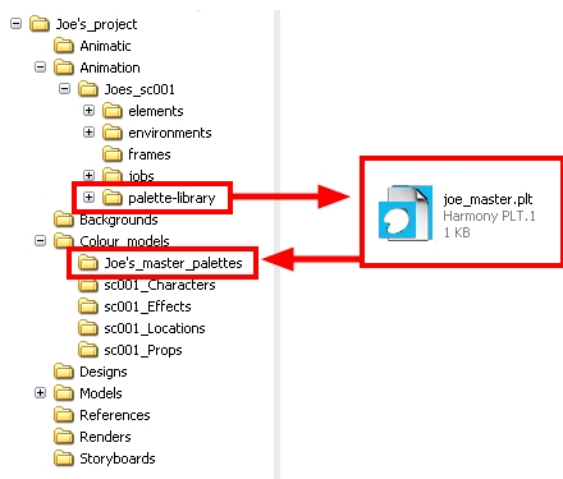 Joe's_project
Animatic
Animation
Joes_sc001
elements
environments
frames
jobs
palette-library
Backgrounds
Colour_models
Joe's_master_palettes
sc001_Characters
sc001_Effects
sc001_Locations
sc001_Props
Designs
Models
References
Renders
Storyboards
joe_master.plt
Harmony PLT.1
1 KB